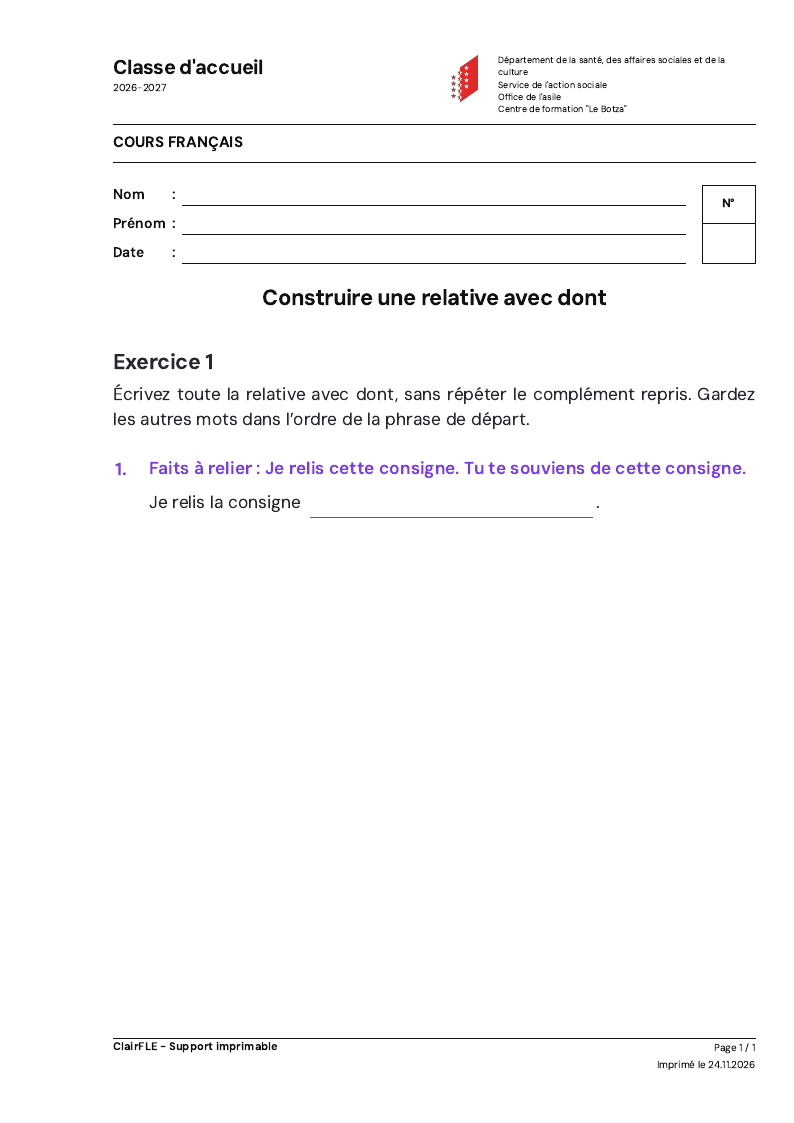 Classe d'accueil
2026-2027
Département de la santé, des affaires sociales et de la
culture
Service de l'action sociale
Office de l'asile
Centre de formation "Le Botza"
COURS FRANÇAIS
Nom :
Prénom :
Date :
N°
Construire une relative avec dont
Exercice 1
Écrivez toute la relative avec dont, sans répéter le complément repris. Gardez
les autres mots dans l’ordre de la phrase de départ.
1. Faits à relier : Je relis cette consigne. Tu te souviens de cette consigne.
Je relis la consigne .
ClairFLE - Support imprimable
Page 1 / 1
Imprimé le 24.11.2026